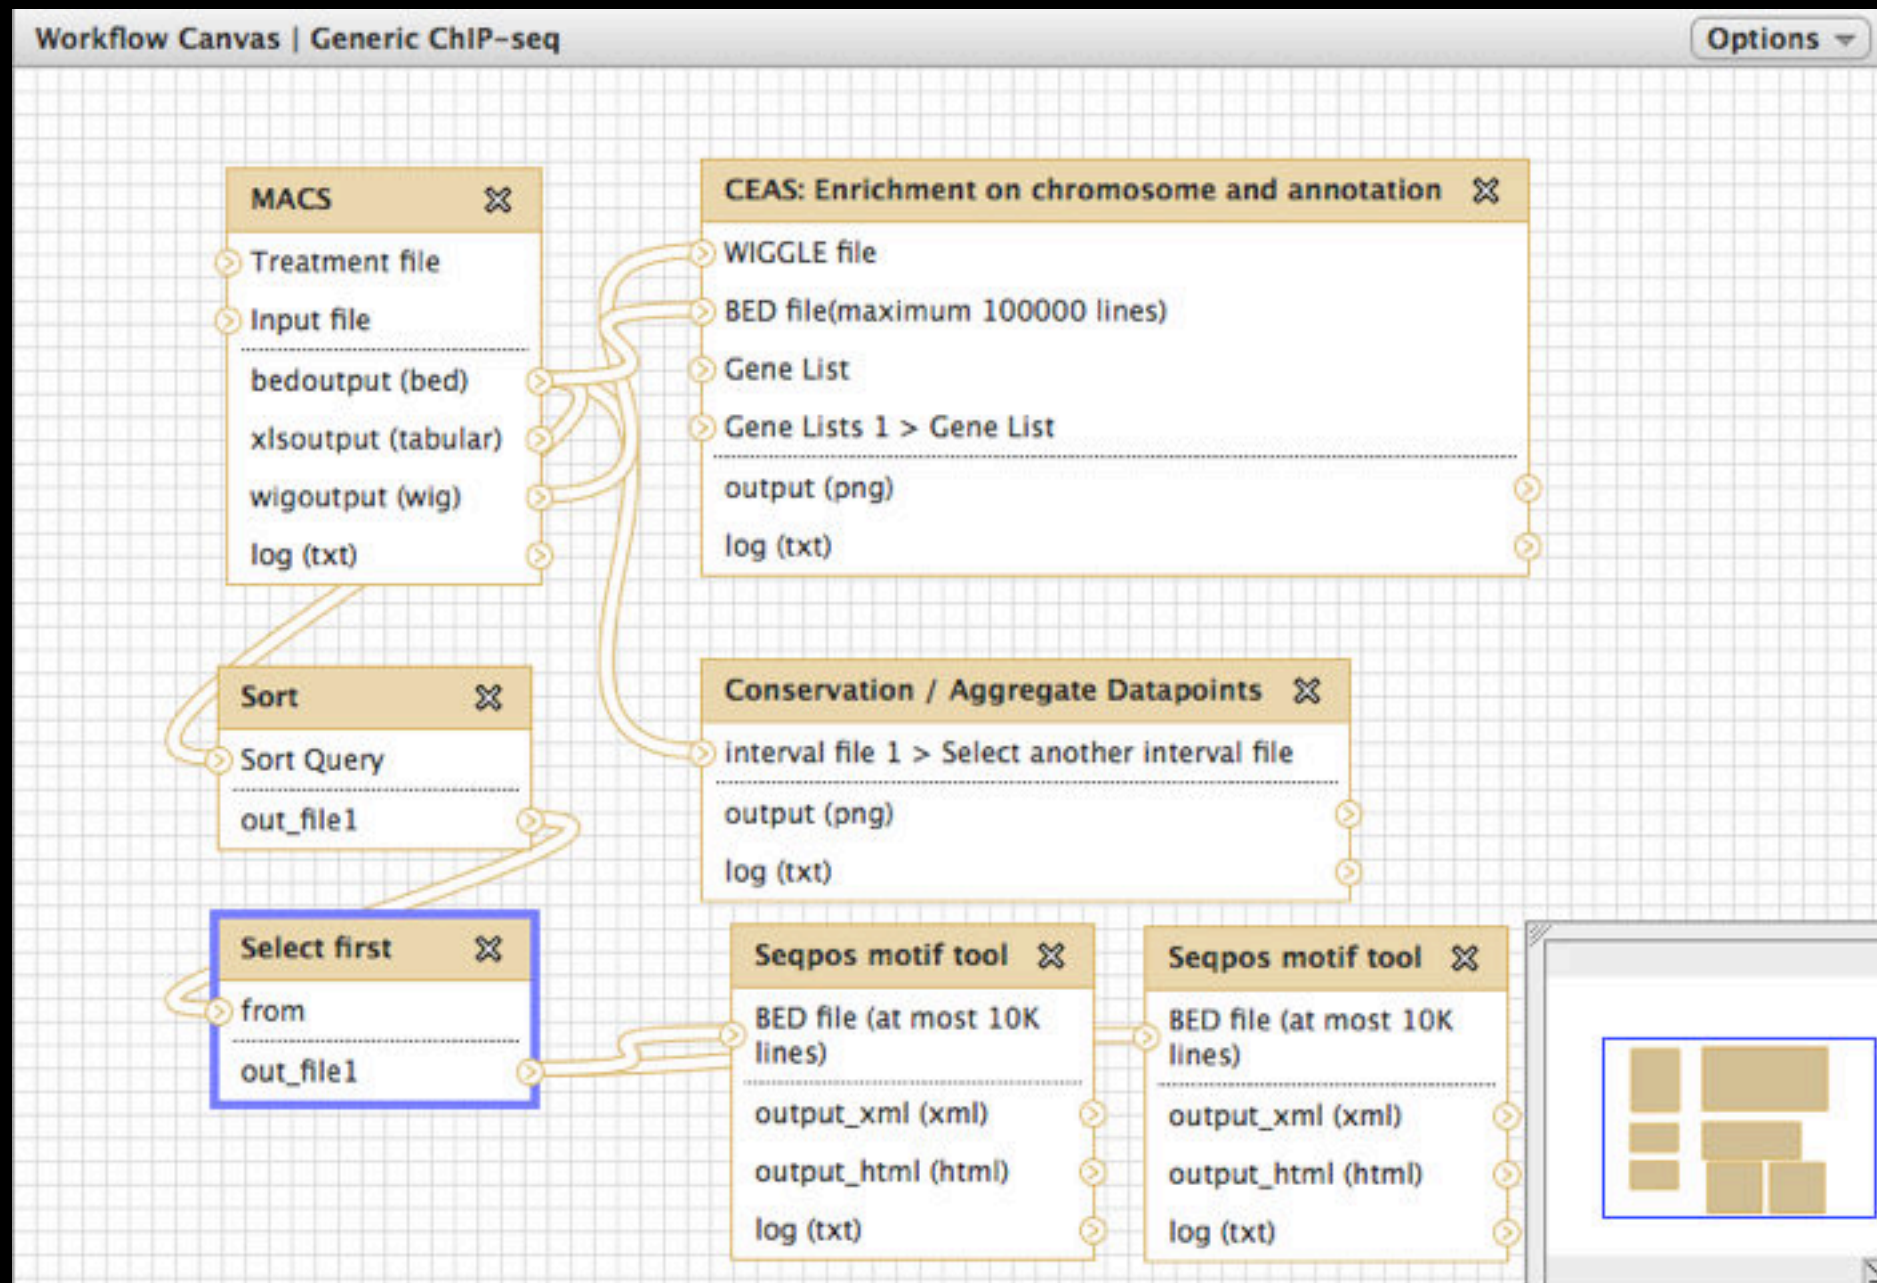 Workflow Canvas | Generic ChIP-seq
Options
MACS
Treatment file
Input file
bedoutput (bed)
xlsoutput (tabular)
wigoutput (wig)
log (txt)
CEAS: Enrichment on chromosome and annotation
WIGGLE file
BED file(maximum 100000 lines)
Gene List
Gene Lists 1 > Gene List
output (png)
log (txt)
Sort
Sort Query
out_file1
Conservation / Aggregate Datapoints
interval file 1 > Select another interval file
output (png)
log (txt)
Select first
from
out_file1
Seqpos motif tool
BED file (at most 10K
lines)
output_xml (xml)
output_html (html)
log (txt)
Seqpos motif tool
BED file (at most 10K
lines)
output_xml (xml)
output_html (html)
log (txt)